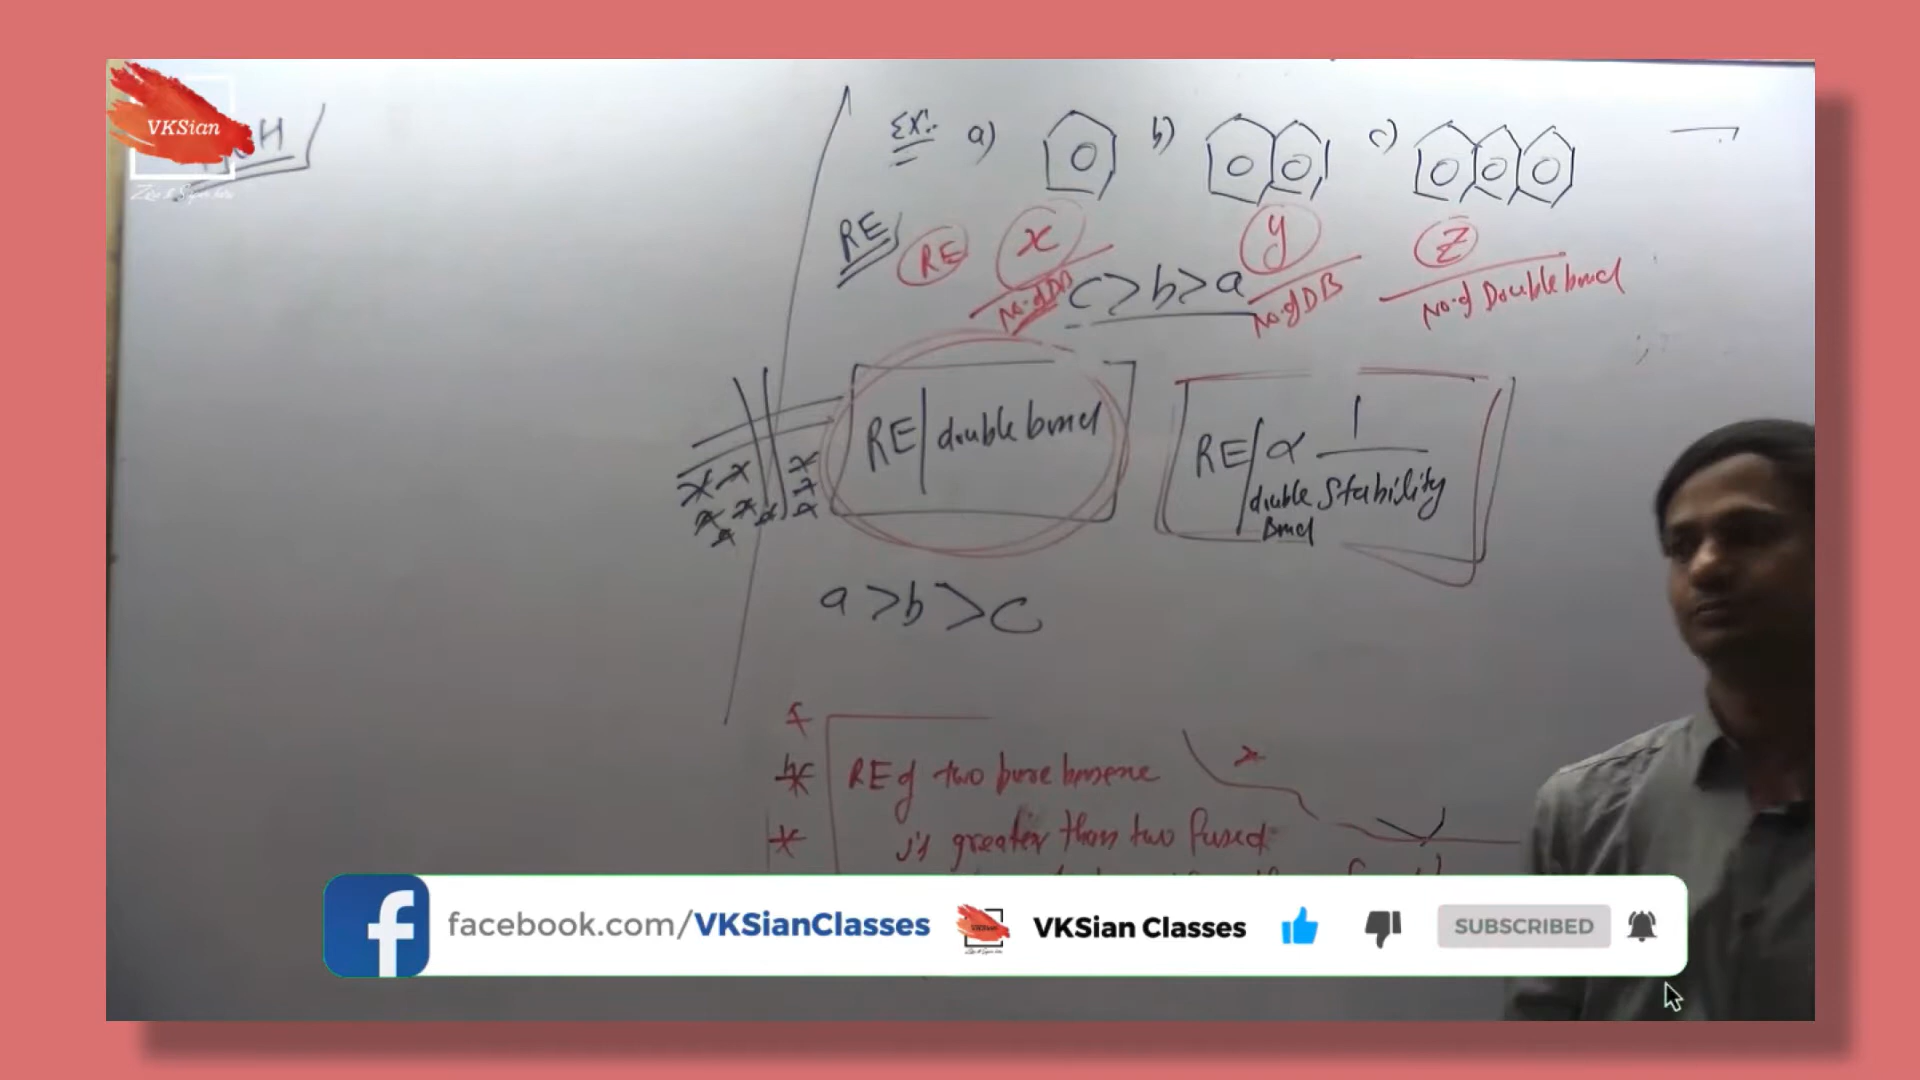 VKSian
H
Ex:- a) b) c)
RE RE x y z
No. of DB c > b > a No. of DB No. of Double bond
RE/double bond
RE/double Bond α 1/Stability
a > b > c
RE of two pure benzene
is greater than two fused
facebook.com/VKSianClasses VKSian Classes SUBSCRIBED